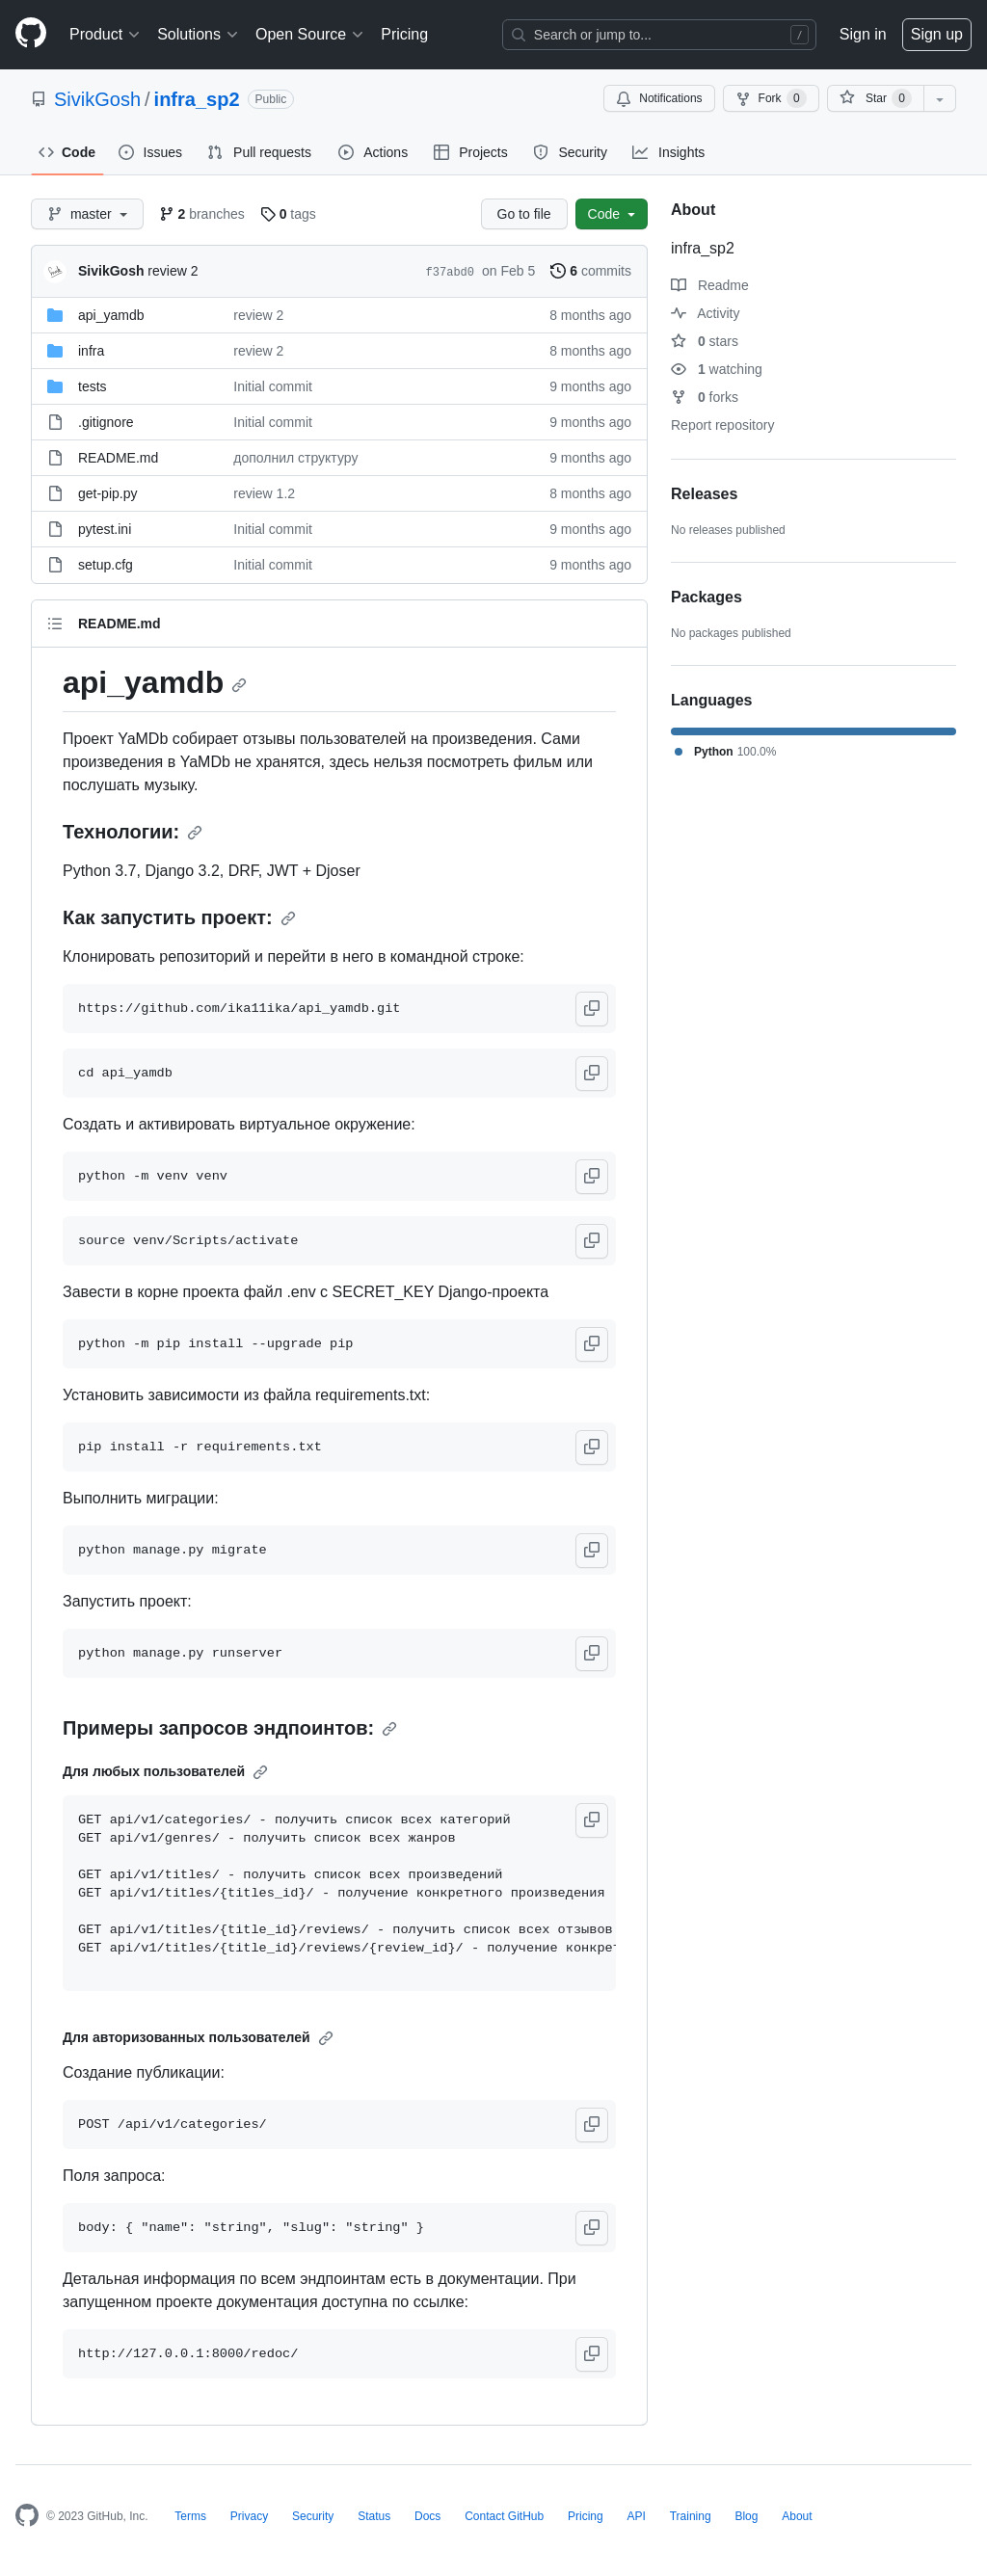 Product Solutions Open Source Pricing Search or jump to... / Sign in Sign up
SivikGosh / infra_sp2 Public Notifications Fork 0 Star 0
Code Issues Pull requests Actions Projects Security Insights
master 2 branches 0 tags Go to file Code
SivikGosh review 2 f37abd0 on Feb 5 6 commits
api_yamdb review 2 8 months ago
infra review 2 8 months ago
tests Initial commit 9 months ago
.gitignore Initial commit 9 months ago
README.md дополнил структуру 9 months ago
get-pip.py review 1.2 8 months ago
pytest.ini Initial commit 9 months ago
setup.cfg Initial commit 9 months ago
README.md
api_yamdb
Проект YaMDb собирает отзывы пользователей на произведения. Сами
произведения в YaMDb не хранятся, здесь нельзя посмотреть фильм или
послушать музыку.
Технологии:
Python 3.7, Django 3.2, DRF, JWT + Djoser
Как запустить проект:
Клонировать репозиторий и перейти в него в командной строке:
https://github.com/ika11ika/api_yamdb.git
cd api_yamdb
Создать и активировать виртуальное окружение:
python -m venv venv
source venv/Scripts/activate
Завести в корне проекта файл .env с SECRET_KEY Django-проекта
python -m pip install --upgrade pip
Установить зависимости из файла requirements.txt:
pip install -r requirements.txt
Выполнить миграции:
python manage.py migrate
Запустить проект:
python manage.py runserver
Примеры запросов эндпоинтов:
Для любых пользователей
GET api/v1/categories/ - получить список всех категорий
GET api/v1/genres/ - получить список всех жанров
GET api/v1/titles/ - получить список всех произведений
GET api/v1/titles/{titles_id}/ - получение конкретного произведения
GET api/v1/titles/{title_id}/reviews/ - получить список всех отзывов
GET api/v1/titles/{title_id}/reviews/{review_id}/ - получение конкрет
Для авторизованных пользователей
Создание публикации:
POST /api/v1/categories/
Поля запроса:
body: { "name": "string", "slug": "string" }
Детальная информация по всем эндпоинтам есть в документации. При
запущенном проекте документация доступна по ссылке:
http://127.0.0.1:8000/redoc/
About
infra_sp2
Readme
Activity
0 stars
1 watching
0 forks
Report repository
Releases
No releases published
Packages
No packages published
Languages
Python 100.0%
© 2023 GitHub, Inc. Terms Privacy Security Status Docs Contact GitHub Pricing API Training Blog About